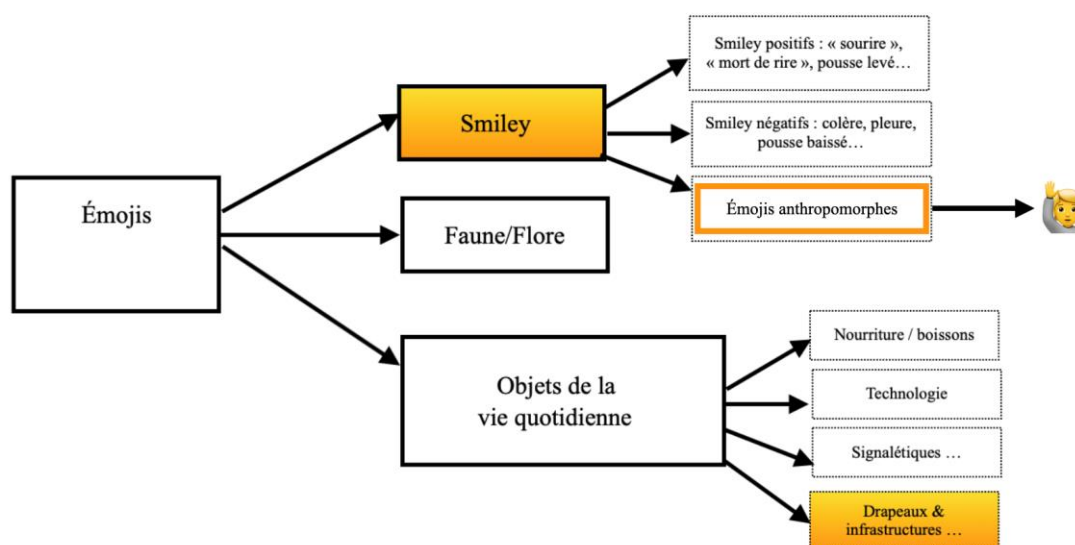 Émojis
Smiley
Faune/Flore
Objets de la
vie quotidienne
Smiley positifs : « sourire »,
« mort de rire », pousse levé…
Smiley négatifs : colère, pleure,
pousse baissé…
Émojis anthropomorphes
Nourriture / boissons
Technologie
Signalétiques …
Drapeaux &
infrastructures …